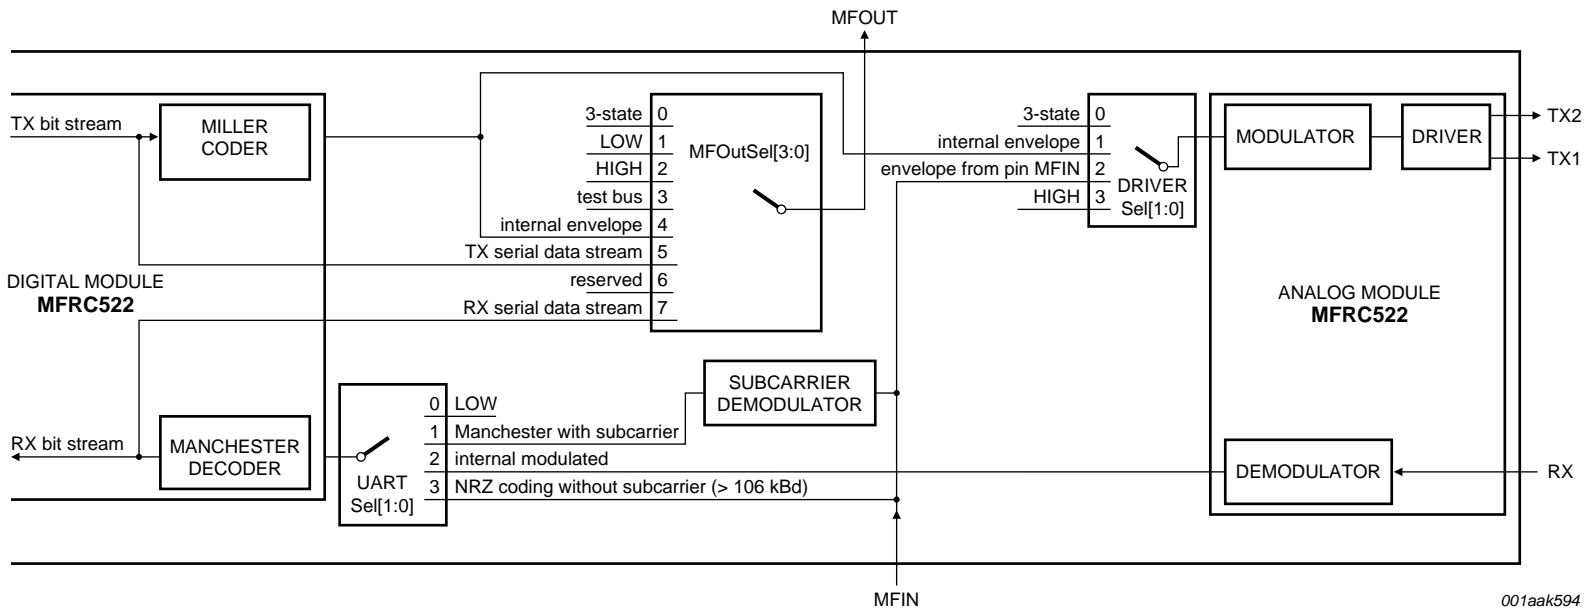 MFOUT
TX bit stream
MILLER
CODER
3-state 0
LOW 1
HIGH 2
test bus 3
internal envelope 4
TX serial data stream 5
reserved 6
RX serial data stream 7
MFOutSel[3:0]
3-state 0
internal envelope 1
envelope from pin MFIN 2
HIGH 3
DRIVER
Sel[1:0]
MODULATOR
DRIVER
TX2
TX1
DIGITAL MODULE
MFRC522
ANALOG MODULE
MFRC522
SUBCARRIER
DEMODULATOR
RX bit stream
MANCHESTER
DECODER
UART
Sel[1:0]
0 LOW
1 Manchester with subcarrier
2 internal modulated
3 NRZ coding without subcarrier (> 106 kBd)
DEMODULATOR
RX
MFIN
001aak594